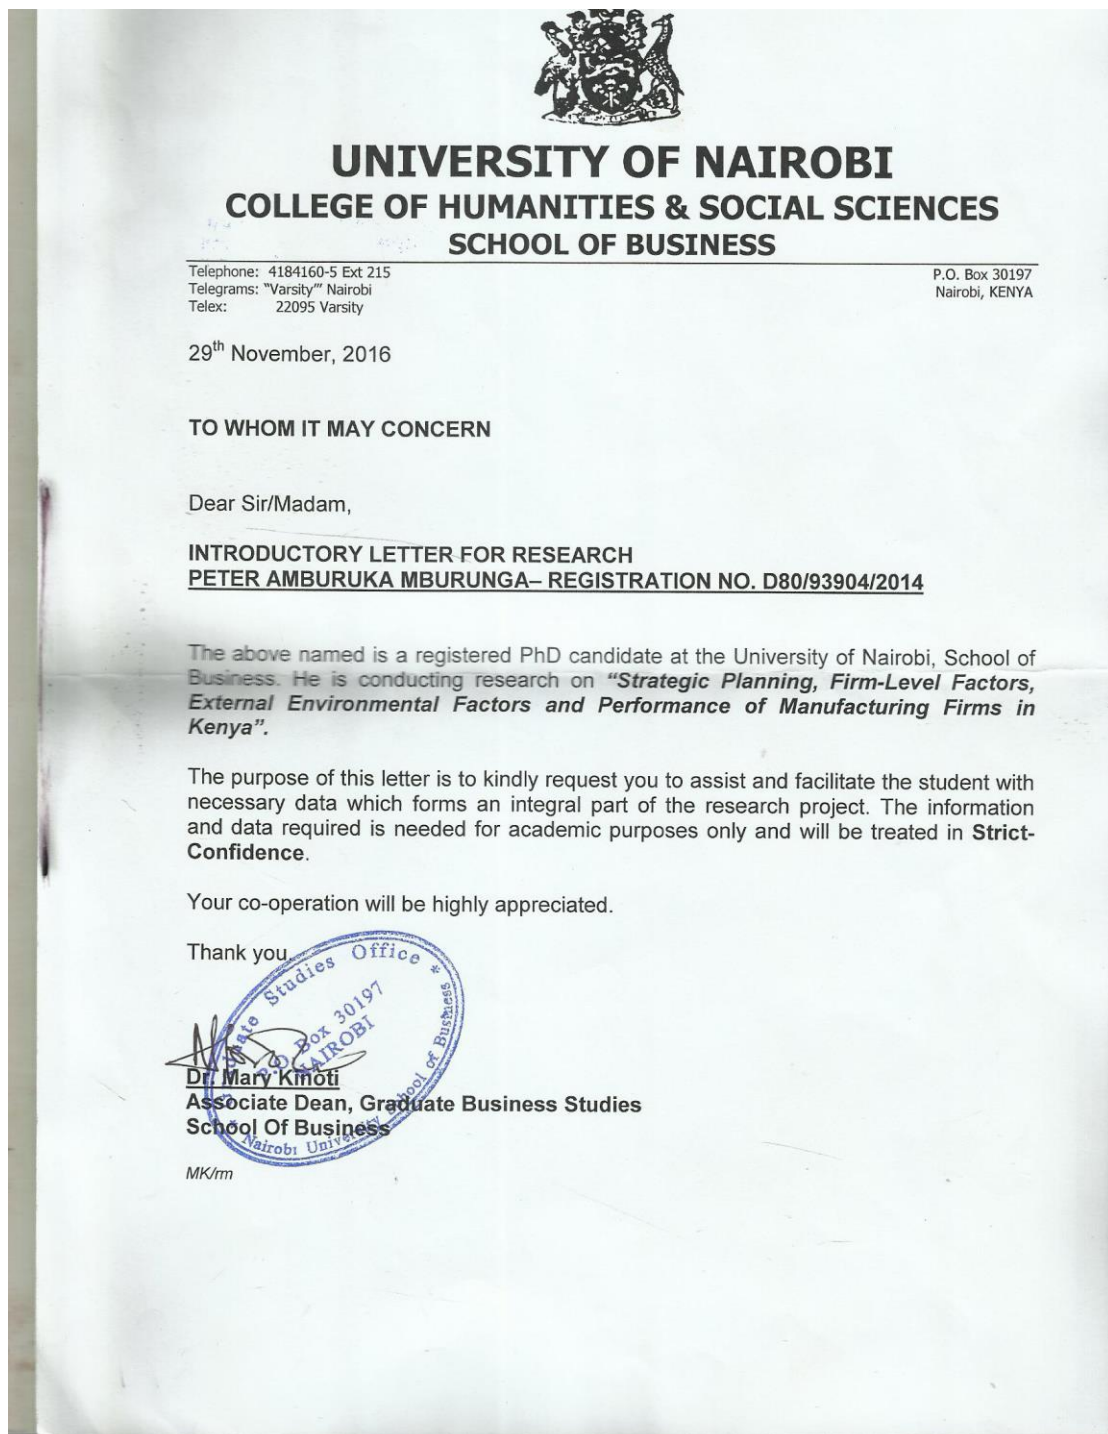 UNIVERSITY OF NAIROBI
COLLEGE OF HUMANITIES & SOCIAL SCIENCES
SCHOOL OF BUSINESS
Telephone: 4184160-5 Ext 215
Telegrams: "Varsity'" Nairobi
Telex: 22095 Varsity
P.O. Box 30197
Nairobi, KENYA
29th November, 2016
TO WHOM IT MAY CONCERN
Dear Sir/Madam,
INTRODUCTORY LETTER FOR RESEARCH
PETER AMBURUKA MBURUNGA– REGISTRATION NO. D80/93904/2014
The above named is a registered PhD candidate at the University of Nairobi, School of
Business. He is conducting research on "Strategic Planning, Firm-Level Factors,
External Environmental Factors and Performance of Manufacturing Firms in
Kenya".
The purpose of this letter is to kindly request you to assist and facilitate the student with
necessary data which forms an integral part of the research project. The information
and data required is needed for academic purposes only and will be treated in Strict-
Confidence.
Your co-operation will be highly appreciated.
Thank you.
Studies Office *
P.O. Box 30197
NAIROBI
* Nairobi University School of Business
Dr. Mary Kinoti
Associate Dean, Graduate Business Studies
School Of Business
MK/rm